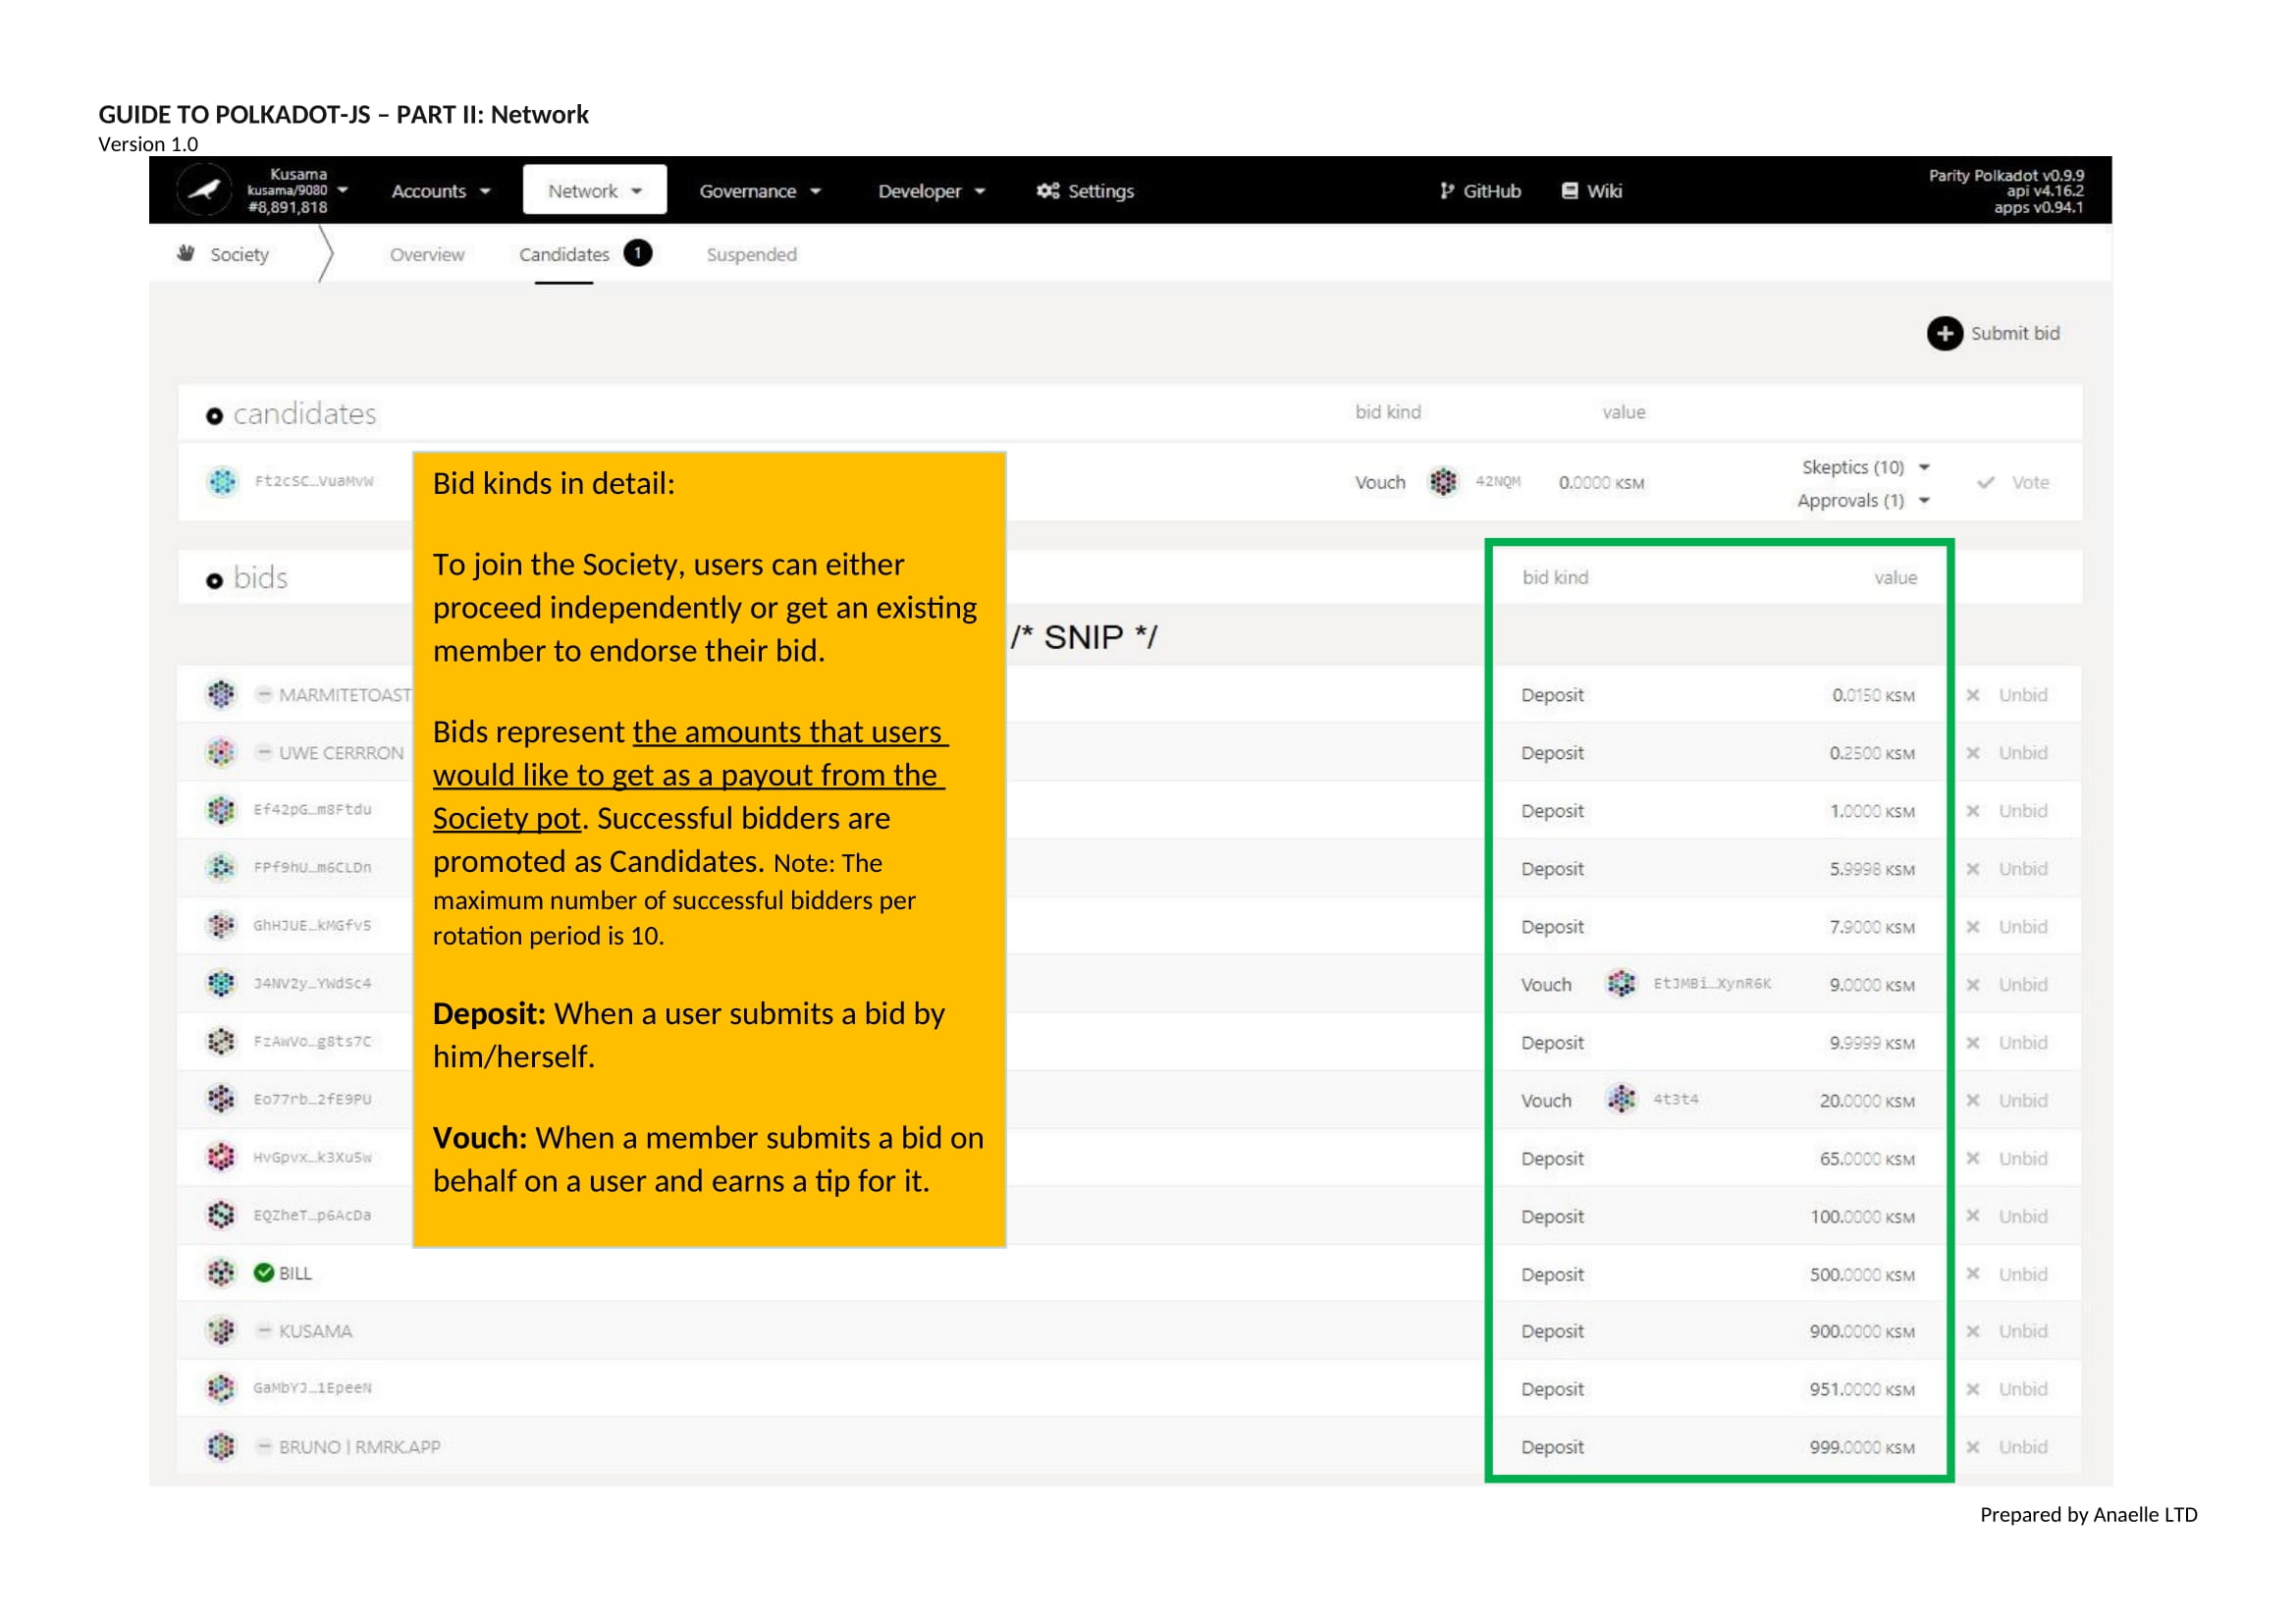 GUIDE TO POLKADOT-JS – PART II: Network
Version 1.0
Kusama
kusama/9080
#8,891,818
Accounts
Network
Governance
Developer
Settings
GitHub
Wiki
Parity Polkadot v0.9.9
api v4.16.2
apps v0.94.1
Society
Overview
Candidates 1
Suspended
Submit bid
candidates bid kind value
Ft2cSC…VuaMvW Vouch 42NQM 0.0000 KSM Skeptics (10) Approvals (1) Vote
bids bid kind value
/* SNIP */
Bid kinds in detail:
To join the Society, users can either
proceed independently or get an existing
member to endorse their bid.
Bids represent the amounts that users
would like to get as a payout from the
Society pot. Successful bidders are
promoted as Candidates. Note: The
maximum number of successful bidders per
rotation period is 10.
Deposit: When a user submits a bid by
him/herself.
Vouch: When a member submits a bid on
behalf on a user and earns a tip for it.
MARMITETOAST Deposit 0.0150 KSM Unbid
UWE CERRRON Deposit 0.2500 KSM Unbid
Ef42pG…m8Ftdu Deposit 1.0000 KSM Unbid
FPf9hU…m6CLDn Deposit 5.9998 KSM Unbid
GhHJUE…kMGfv5 Deposit 7.9000 KSM Unbid
J4NV2y…YWdSc4 Vouch EtJMBi…XynR6K 9.0000 KSM Unbid
FzAwVo…g8ts7C Deposit 9.9999 KSM Unbid
Eo77rb…2fE9PU Vouch 4t3t4 20.0000 KSM Unbid
HvGpvx…k3Xu5w Deposit 65.0000 KSM Unbid
EQZheT…p6AcDa Deposit 100.0000 KSM Unbid
BILL Deposit 500.0000 KSM Unbid
KUSAMA Deposit 900.0000 KSM Unbid
GaMbYJ…1EpeeN Deposit 951.0000 KSM Unbid
BRUNO | RMRK.APP Deposit 999.0000 KSM Unbid
Prepared by Anaelle LTD